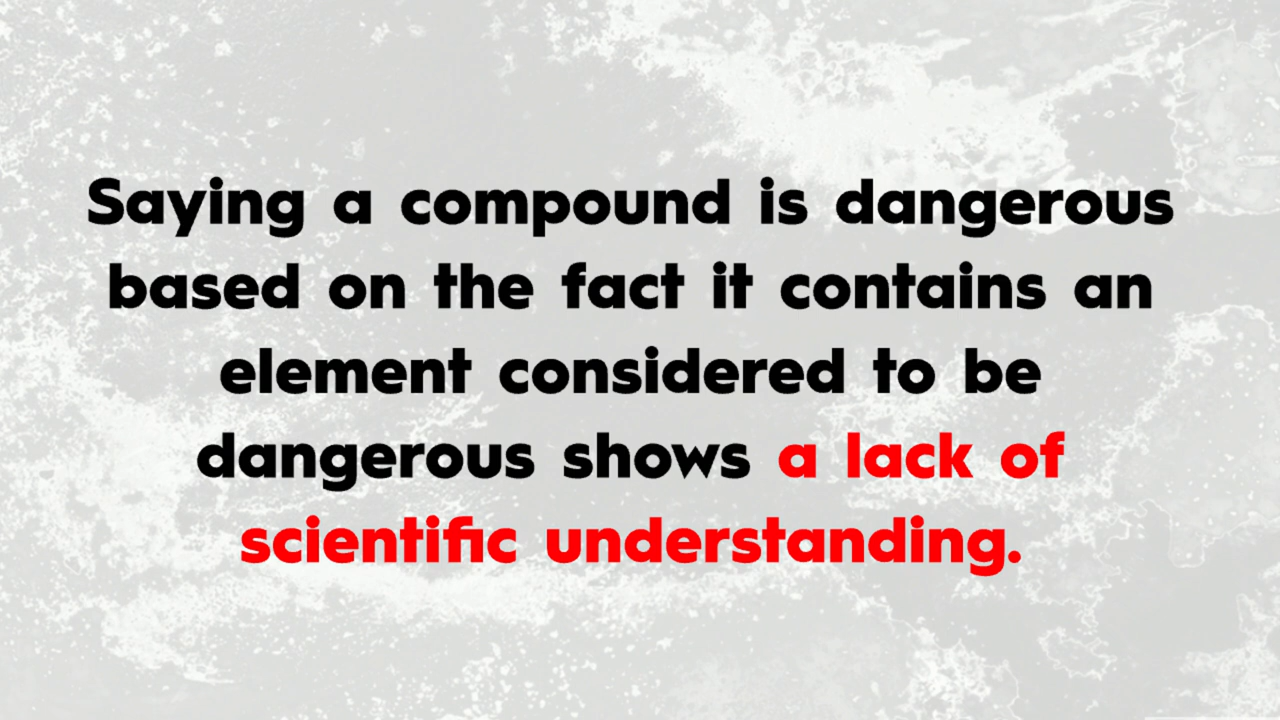 Saying a compound is dangerous
based on the fact it contains an
element considered to be
dangerous shows a lack of
scientific understanding.